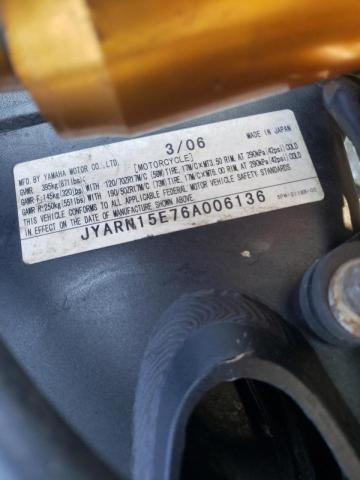 3/06
MFD. BY YAMAHA MOTOR CO.,LTD. [MOTORCYCLE] MADE IN JAPAN
GVWR 395kg(871lbs):
GAWR F:145kg(320lbs) WITH 120/70ZR17M/C (58W)TIRE, 17M/CXMT3.50 RIM, AT 290kPa(42psi)COLD
GAWR R:250kg(551lbs) WITH 190/50ZR17M/C (73W)TIRE, 17M/CXMT6.00 RIM, AT 290kPa(42psi)COLD
THIS VEHICLE CONFORMS TO ALL APPLICABLE FEDERAL MOTOR VEHICLE SAFETY STANDARDS
IN EFFECT ON THE DATE OF MANUFACTURE SHOWN ABOVE.
JYARN15E76A006136